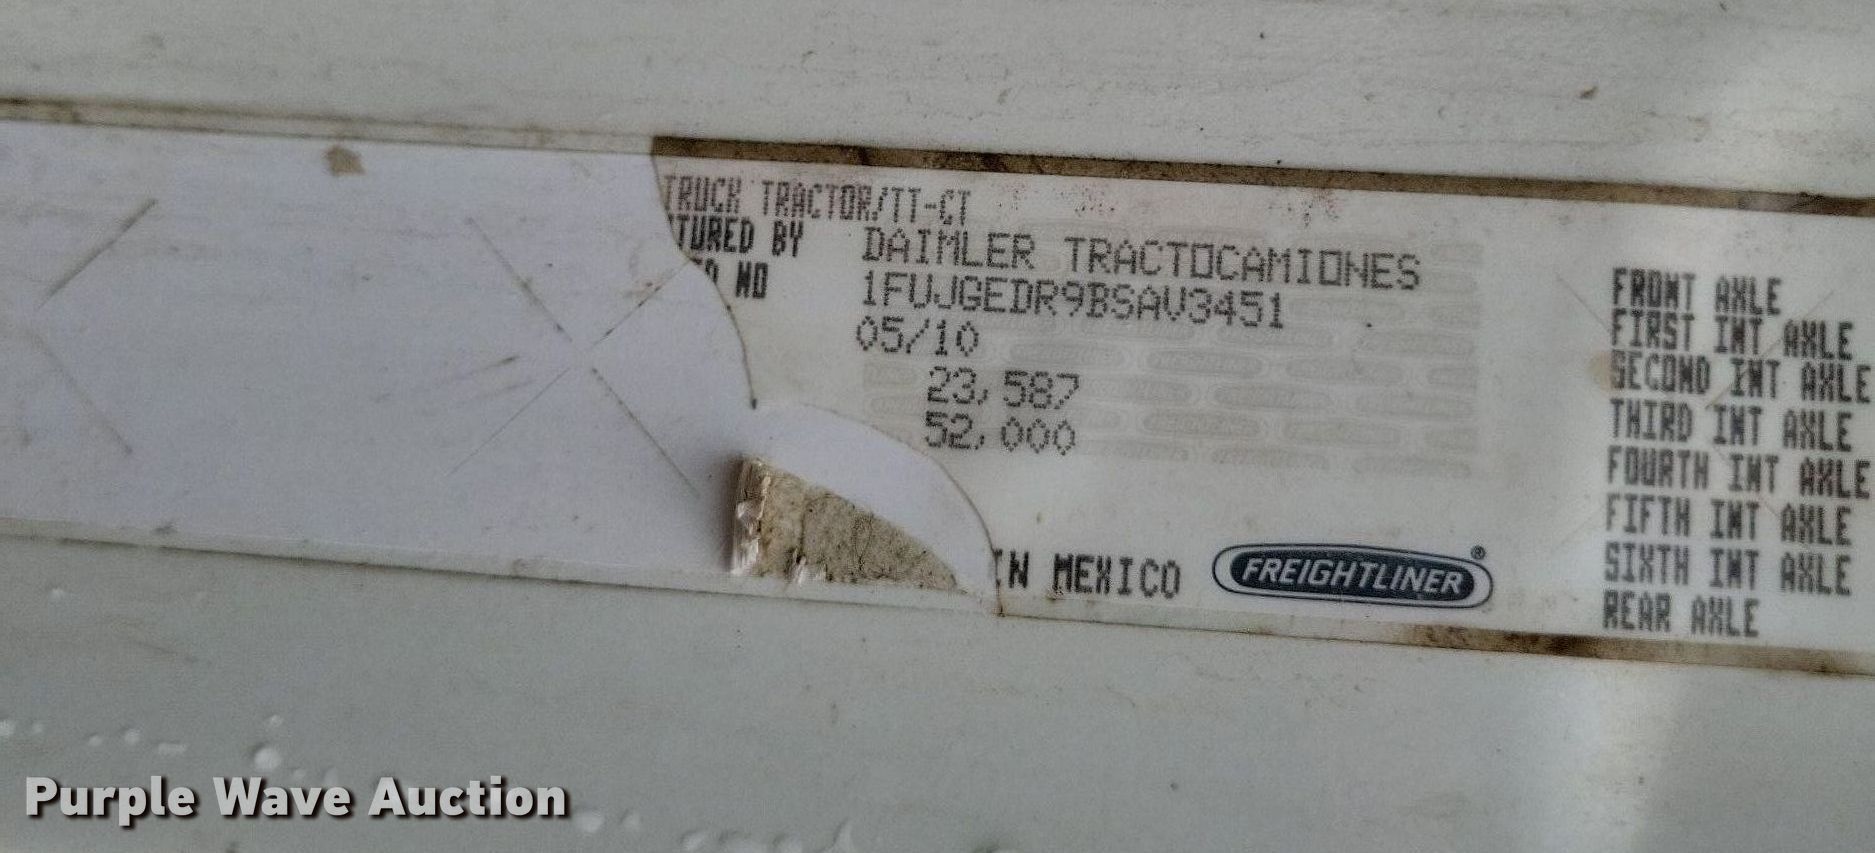 TRUCK TRACTOR/TT-CT
TURED BY DAIMLER TRACTOCAMIONES
NO 1FUJGEDR9BSAV3451
05/10
23,587
52,000
IN MEXICO FREIGHTLINER®
FRONT AXLE
FIRST INT AXLE
SECOND INT AXLE
THIRD INT AXLE
FOURTH INT AXLE
FIFTH INT AXLE
SIXTH INT AXLE
REAR AXLE
Purple Wave Auction